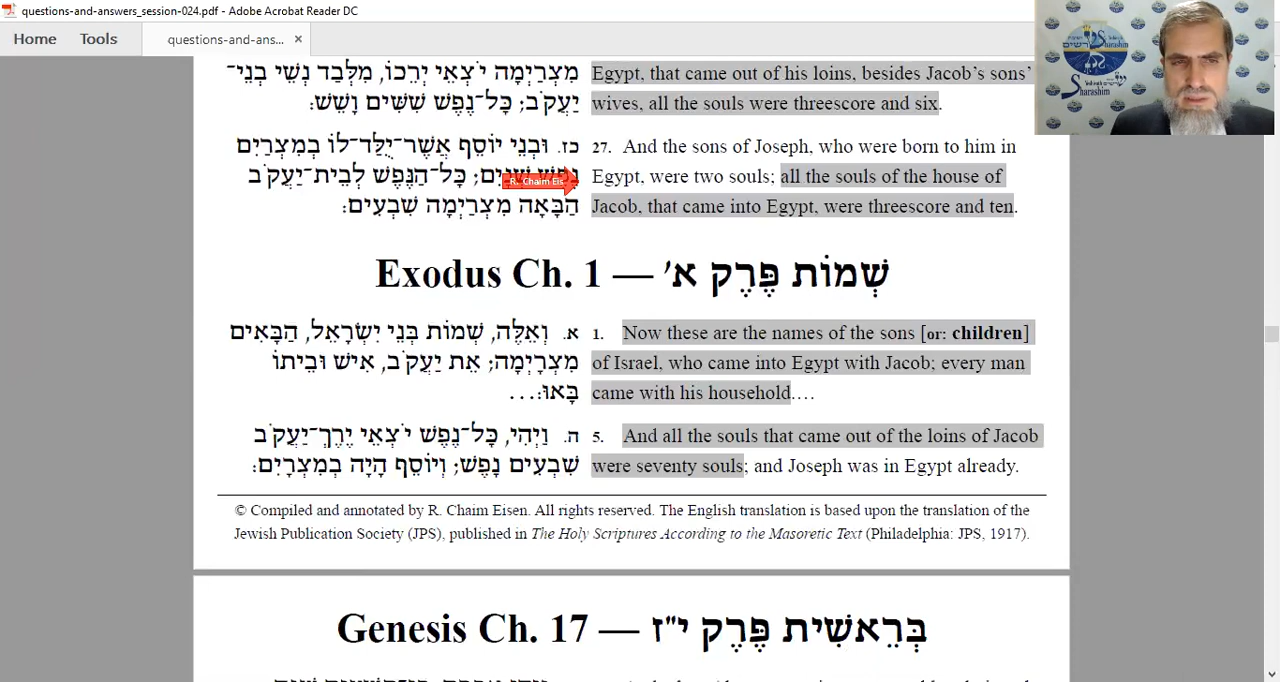 questions-and-answers_session-024.pdf - Adobe Acrobat Reader DC
Home Tools questions-and-ans... ×
Yeshivat Sharashim
מִצְרַיְמָה יֹצְאֵי יְרֵכוֹ, מִלְּבַד נְשֵׁי בְנֵי־
יַעֲקֹב; כָּל־נֶפֶשׁ שִׁשִּׁים וָשֵׁשׁ:
Egypt, that came out of his loins, besides Jacob's sons'
wives, all the souls were threescore and six.
כז. וּבְנֵי יוֹסֵף אֲשֶׁר־יֻלַּד־לוֹ בְמִצְרַיִם
נֶפֶשׁ שְׁנָיִם; כָּל־הַנֶּפֶשׁ לְבֵית־יַעֲקֹב
הַבָּאָה מִצְרַיְמָה שִׁבְעִים:
R. Chaim Eis
27. And the sons of Joseph, who were born to him in
Egypt, were two souls; all the souls of the house of
Jacob, that came into Egypt, were threescore and ten.
Exodus Ch. 1 — שְׁמוֹת פֶּרֶק א'
א. וְאֵלֶּה, שְׁמוֹת בְּנֵי יִשְׂרָאֵל, הַבָּאִים
מִצְרָיְמָה; אֵת יַעֲקֹב, אִישׁ וּבֵיתוֹ
בָּאוּ:...
1. Now these are the names of the sons [or: children]
of Israel, who came into Egypt with Jacob; every man
came with his household.…
ה. וַיְהִי, כָּל־נֶפֶשׁ יֹצְאֵי יֶרֶךְ־יַעֲקֹב
שִׁבְעִים נָפֶשׁ; וְיוֹסֵף הָיָה בְמִצְרָיִם:
5. And all the souls that came out of the loins of Jacob
were seventy souls; and Joseph was in Egypt already.
© Compiled and annotated by R. Chaim Eisen. All rights reserved. The English translation is based upon the translation of the
Jewish Publication Society (JPS), published in The Holy Scriptures According to the Masoretic Text (Philadelphia: JPS, 1917).
Genesis Ch. 17 — בְּרֵאשִׁית פֶּרֶק י"ז